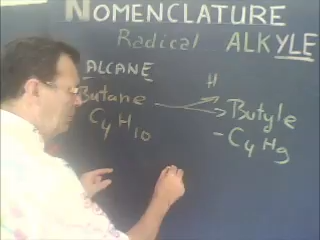 NOMENCLATURE
Radical ALKYLE
ALCANE
H
Butane
Butyle
C4H10
-C4H9